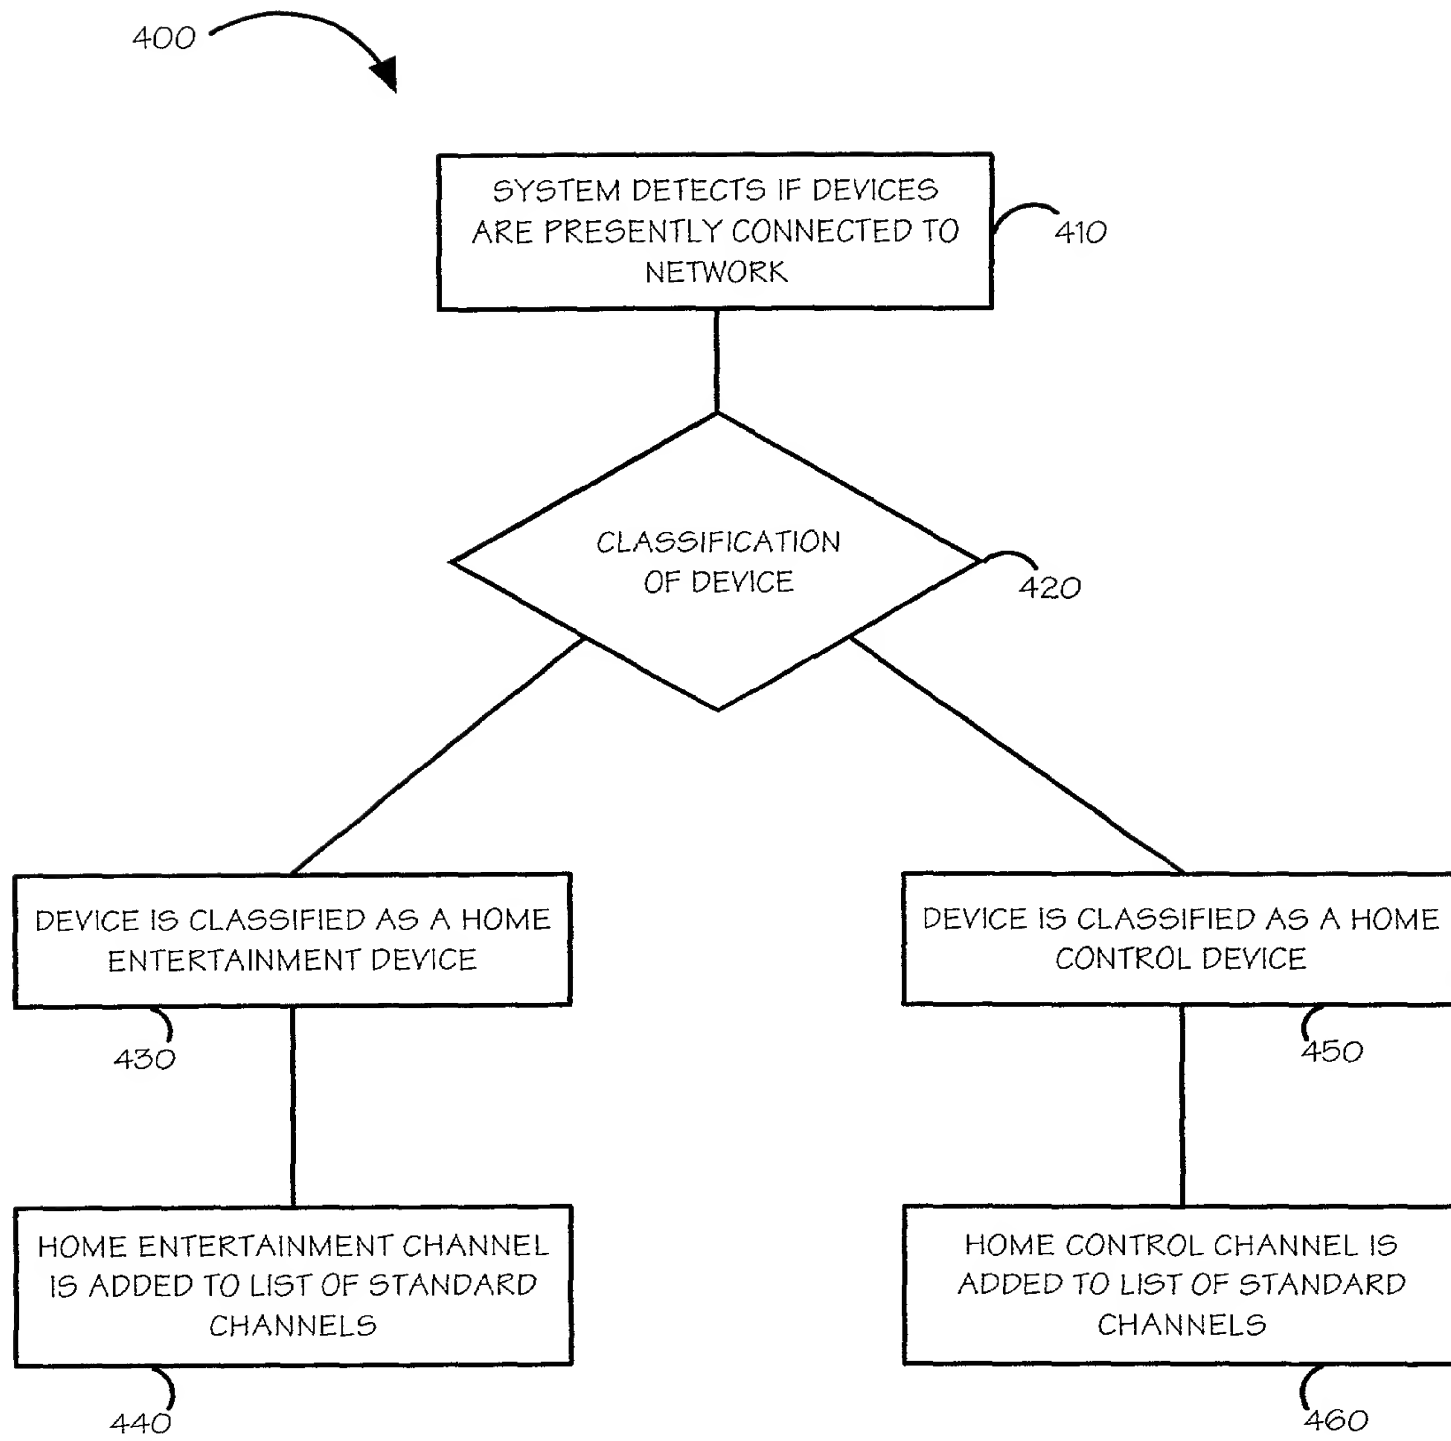 400
SYSTEM DETECTS IF DEVICES
ARE PRESENTLY CONNECTED TO
NETWORK
410
CLASSIFICATION
OF DEVICE
420
DEVICE IS CLASSIFIED AS A HOME
ENTERTAINMENT DEVICE
430
DEVICE IS CLASSIFIED AS A HOME
CONTROL DEVICE
450
HOME ENTERTAINMENT CHANNEL
IS ADDED TO LIST OF STANDARD
CHANNELS
440
HOME CONTROL CHANNEL IS
ADDED TO LIST OF STANDARD
CHANNELS
460